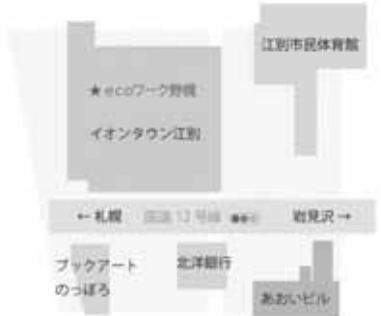 江別市民体育館
★ecoワーク野幌
イオンタウン江別
←札幌 国道12号線 岩見沢→
ブックアート
のっぽろ
北洋銀行
あおいビル